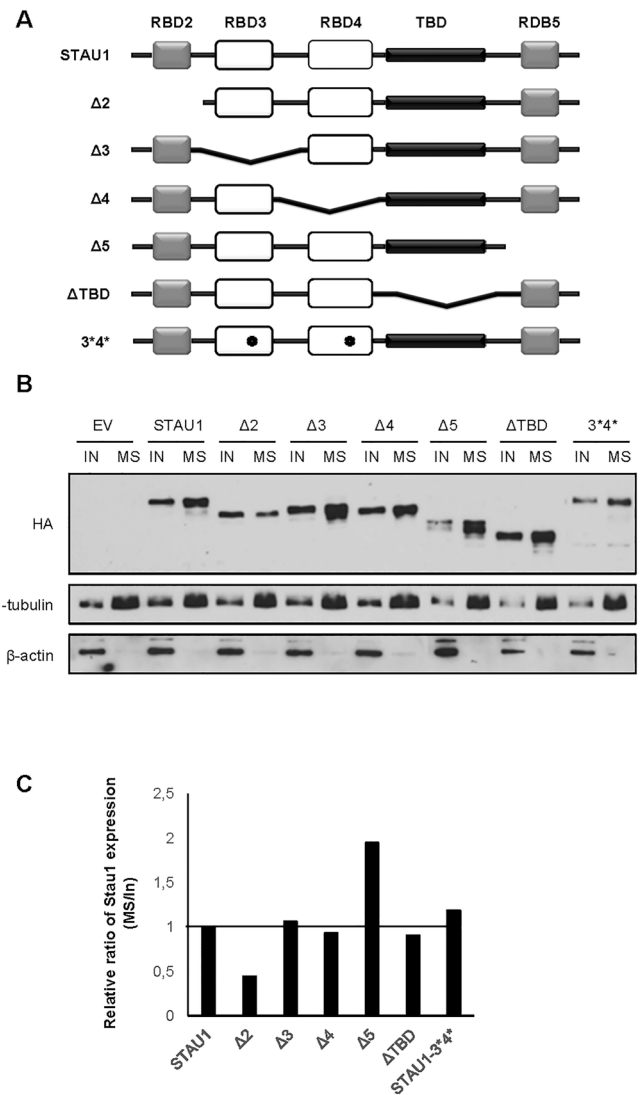 A
RBD2 RBD3 RBD4 TBD RDB5
STAU1
Δ2
Δ3
Δ4
Δ5
ΔTBD
3*4*
B
EV STAU1 Δ2 Δ3 Δ4 Δ5 ΔTBD 3*4*
IN MS IN MS IN MS IN MS IN MS IN MS IN MS IN MS
HA
-tubulin
β-actin
C
Relative ratio of Stau1 expression
(MS/In)
2,5
2
1,5
1
0,5
0
STAU1 Δ2 Δ3 Δ4 Δ5 ΔTBD STAU1-3*4*